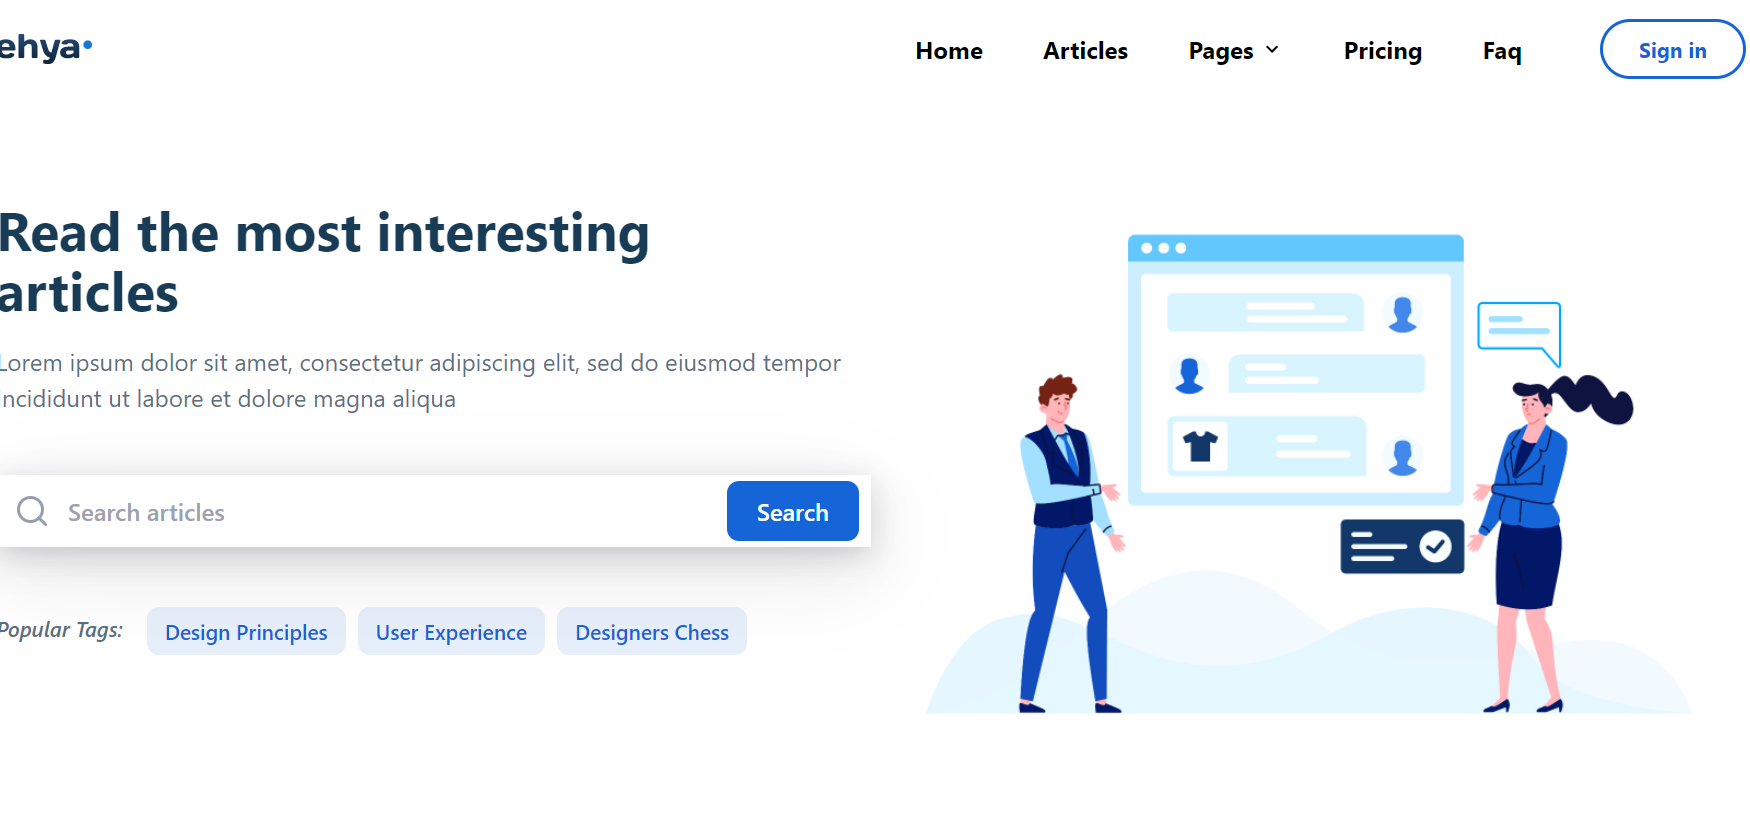 ehya
Home Articles Pages Pricing Faq Sign in
Read the most interesting
articles
Lorem ipsum dolor sit amet, consectetur adipiscing elit, sed do eiusmod tempor
incididunt ut labore et dolore magna aliqua
Search articles Search
Popular Tags: Design Principles User Experience Designers Chess